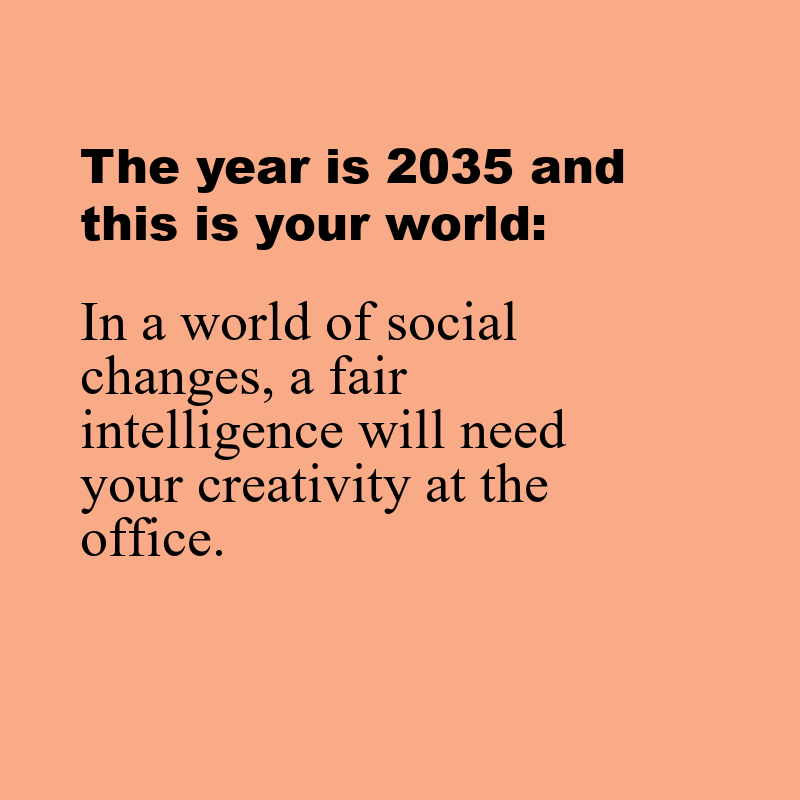 The year is 2035 and
this is your world:
In a world of social
changes, a fair
intelligence will need
your creativity at the
office.